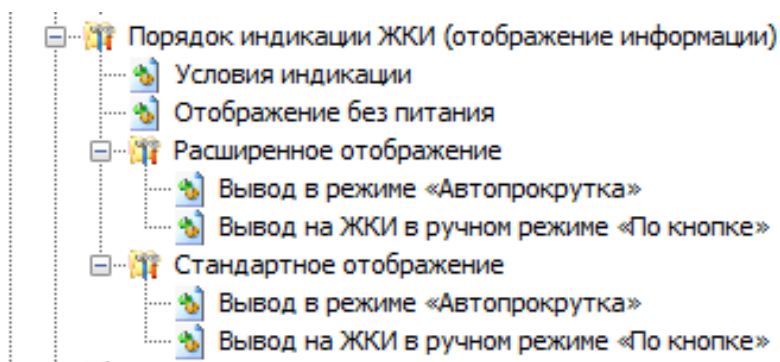 Порядок индикации ЖКИ (отображение информации)
Условия индикации
Отображение без питания
Расширенное отображение
Вывод в режиме «Автопрокрутка»
Вывод на ЖКИ в ручном режиме «По кнопке»
Стандартное отображение
Вывод в режиме «Автопрокрутка»
Вывод на ЖКИ в ручном режиме «По кнопке»